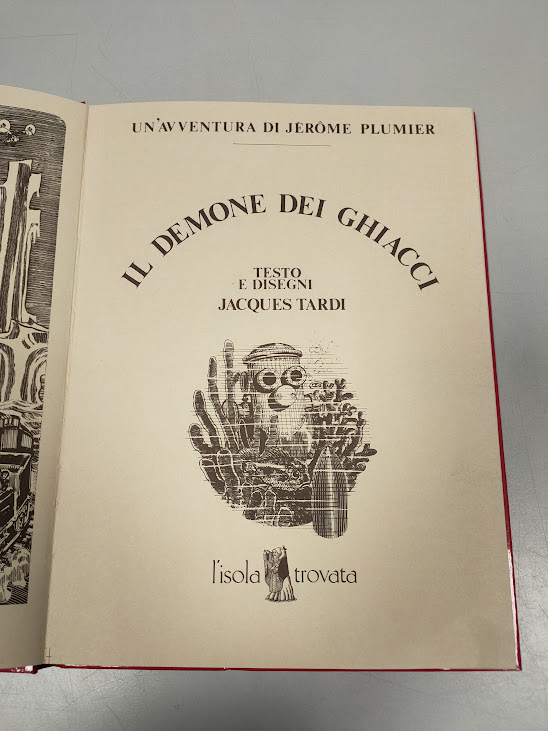 UN'AVVENTURA DI JÉRÔME PLUMIER
IL DEMONE DEI GHIACCI
TESTO
E DISEGNI
JACQUES TARDI
l'isola trovata